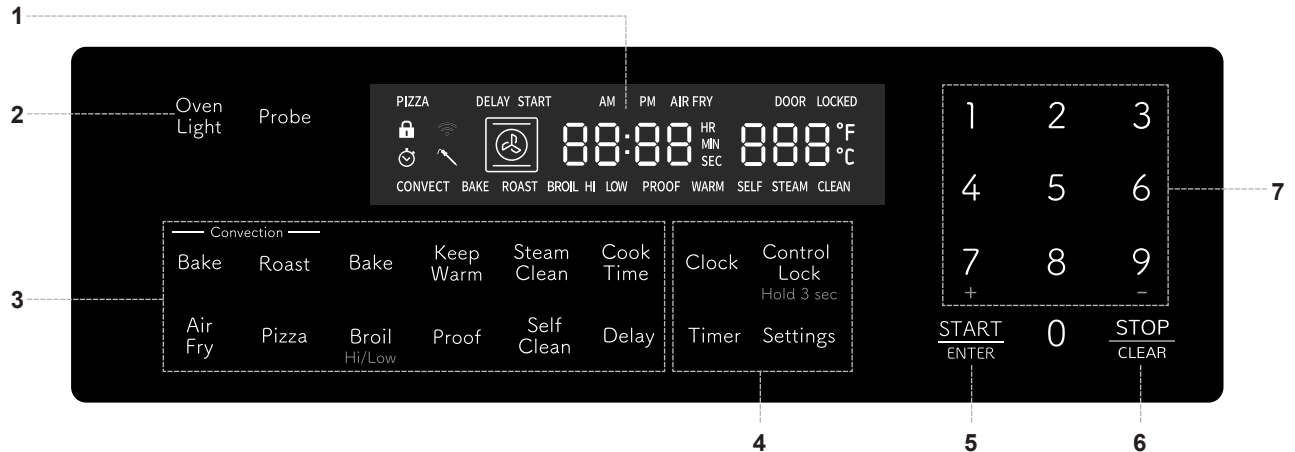 1
2
3
4
5
6
7
Oven
Light
Probe
PIZZA DELAY START AM PM AIR FRY DOOR LOCKED
88:88 HR MIN SEC 888 °F °C
CONVECT BAKE ROAST BROIL HI LOW PROOF WARM SELF STEAM CLEAN
Convection
Bake
Roast
Bake
Keep
Warm
Steam
Clean
Cook
Time
Air
Fry
Pizza
Broil
Hi/Low
Proof
Self
Clean
Delay
Clock
Control
Lock
Hold 3 sec
Timer
Settings
1 2 3
4 5 6
7 8 9
+ −
START
ENTER
0
STOP
CLEAR